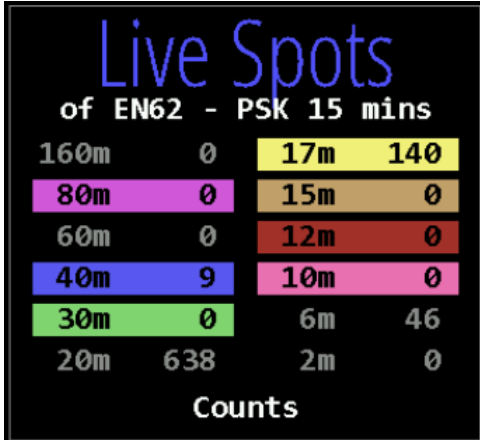 Live Spots
of EN62 - PSK 15 mins
160m 0 17m 140
80m 0 15m 0
60m 0 12m 0
40m 9 10m 0
30m 0 6m 46
20m 638 2m 0
Counts